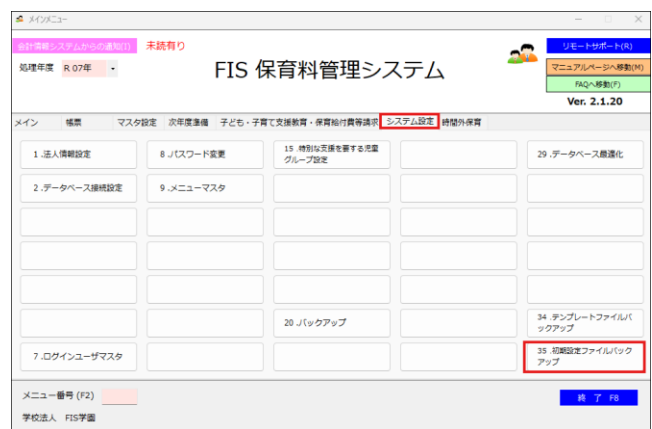 メインメニュー
会計情報システムからの通知(I) 未読有り
リモートサポート(R)
処理年度 R 07年
FIS 保育料管理システム
マニュアルページへ移動(M)
FAQへ移動(F)
Ver. 2.1.20
メイン 帳票 マスタ設定 次年度準備 子ども・子育て支援教育・保育給付費等請求 システム設定 時間外保育
1 .法人情報設定
8 .パスワード変更
15 .特別な支援を要する児童
グループ設定
29 .データベース最適化
2 .データベース接続設定
9 .メニューマスタ
20 .バックアップ
34 .テンプレートファイルバ
ックアップ
7 .ログインユーザマスタ
35 .初期設定ファイルバック
アップ
メニュー番号 (F2)
終 了 F8
学校法人 FIS学園